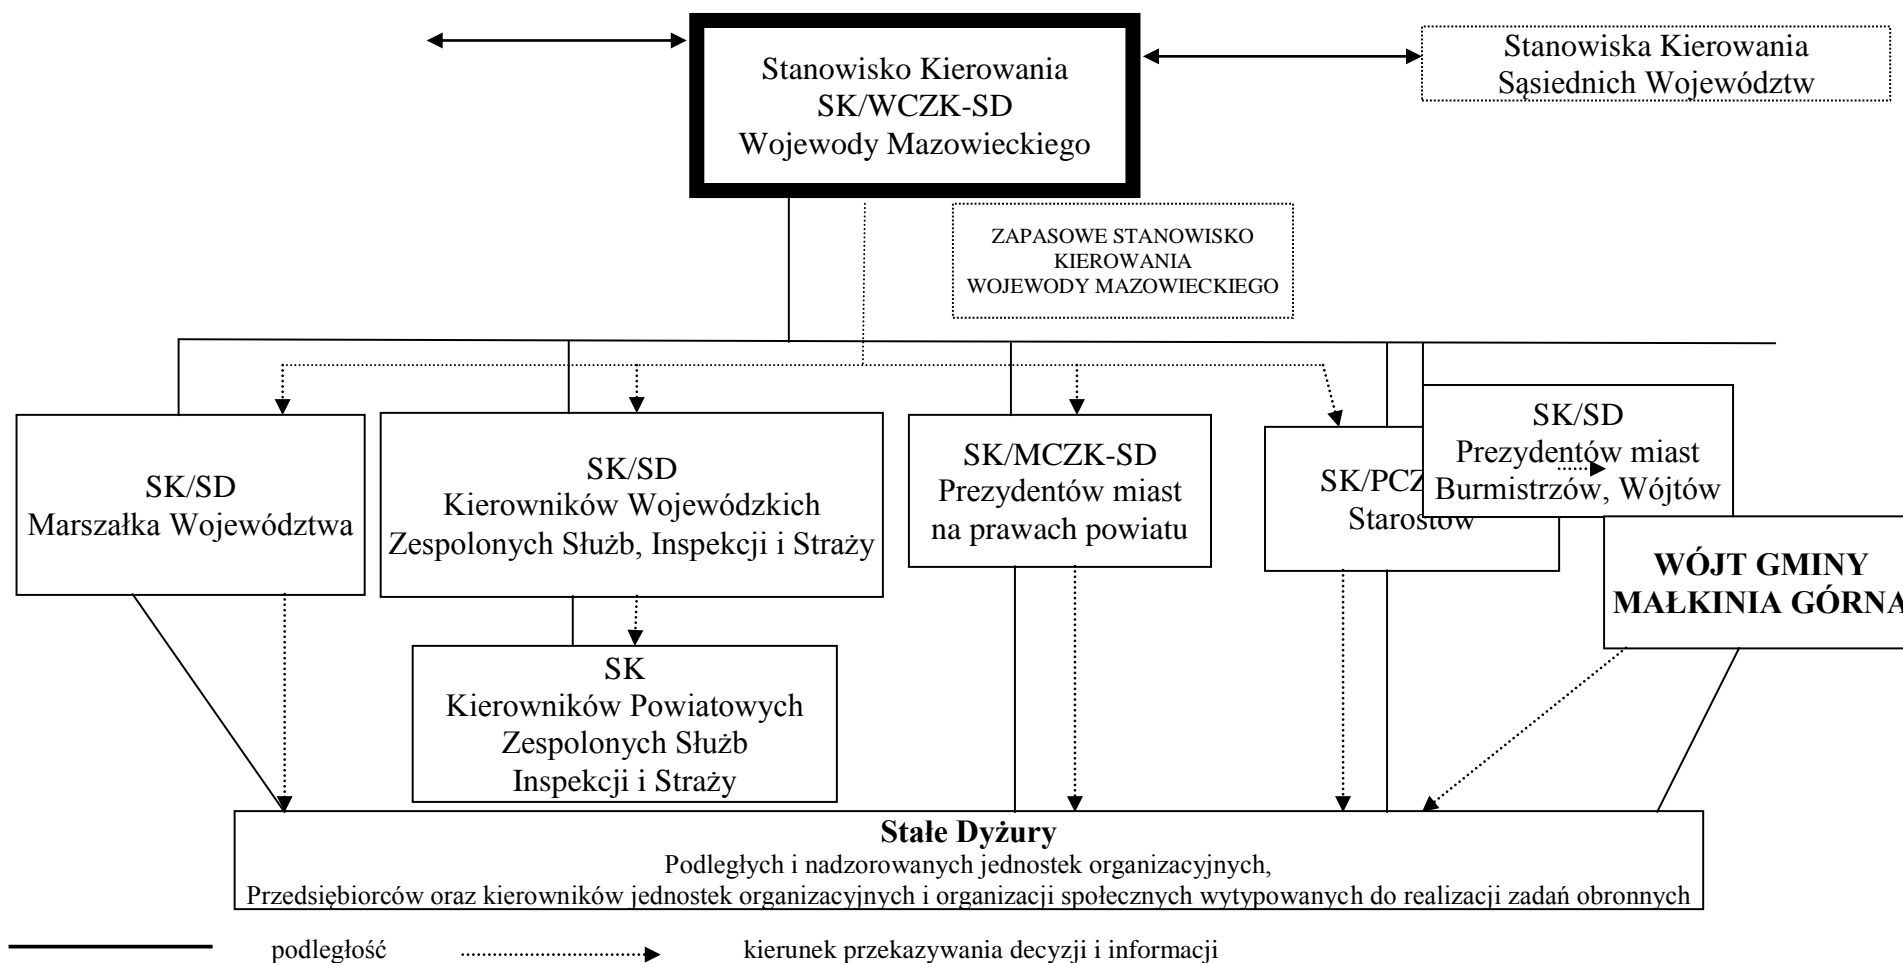 Stanowisko Kierowania
SK/WCZK-SD
Wojewody Mazowieckiego
Stanowiska Kierowania
Sąsiednich Województw
ZAPASOWE STANOWISKO
KIEROWANIA
WOJEWODY MAZOWIECKIEGO
SK/SD
Marszałka Województwa
SK/SD
Kierowników Wojewódzkich
Zespolonych Służb, Inspekcji i Straży
SK/MCZK-SD
Prezydentów miast
na prawach powiatu
SK/PCZ
Starostów
SK/SD
Prezydentów miast
Burmistrzów, Wójtów
WÓJT GMINY
MAŁKINIA GÓRNA
SK
Kierowników Powiatowych
Zespolonych Służb
Inspekcji i Straży
Stałe Dyżury
Podległych i nadzorowanych jednostek organizacyjnych,
Przedsiębiorców oraz kierowników jednostek organizacyjnych i organizacji społecznych wytypowanych do realizacji zadań obronnych
podległość
kierunek przekazywania decyzji i informacji